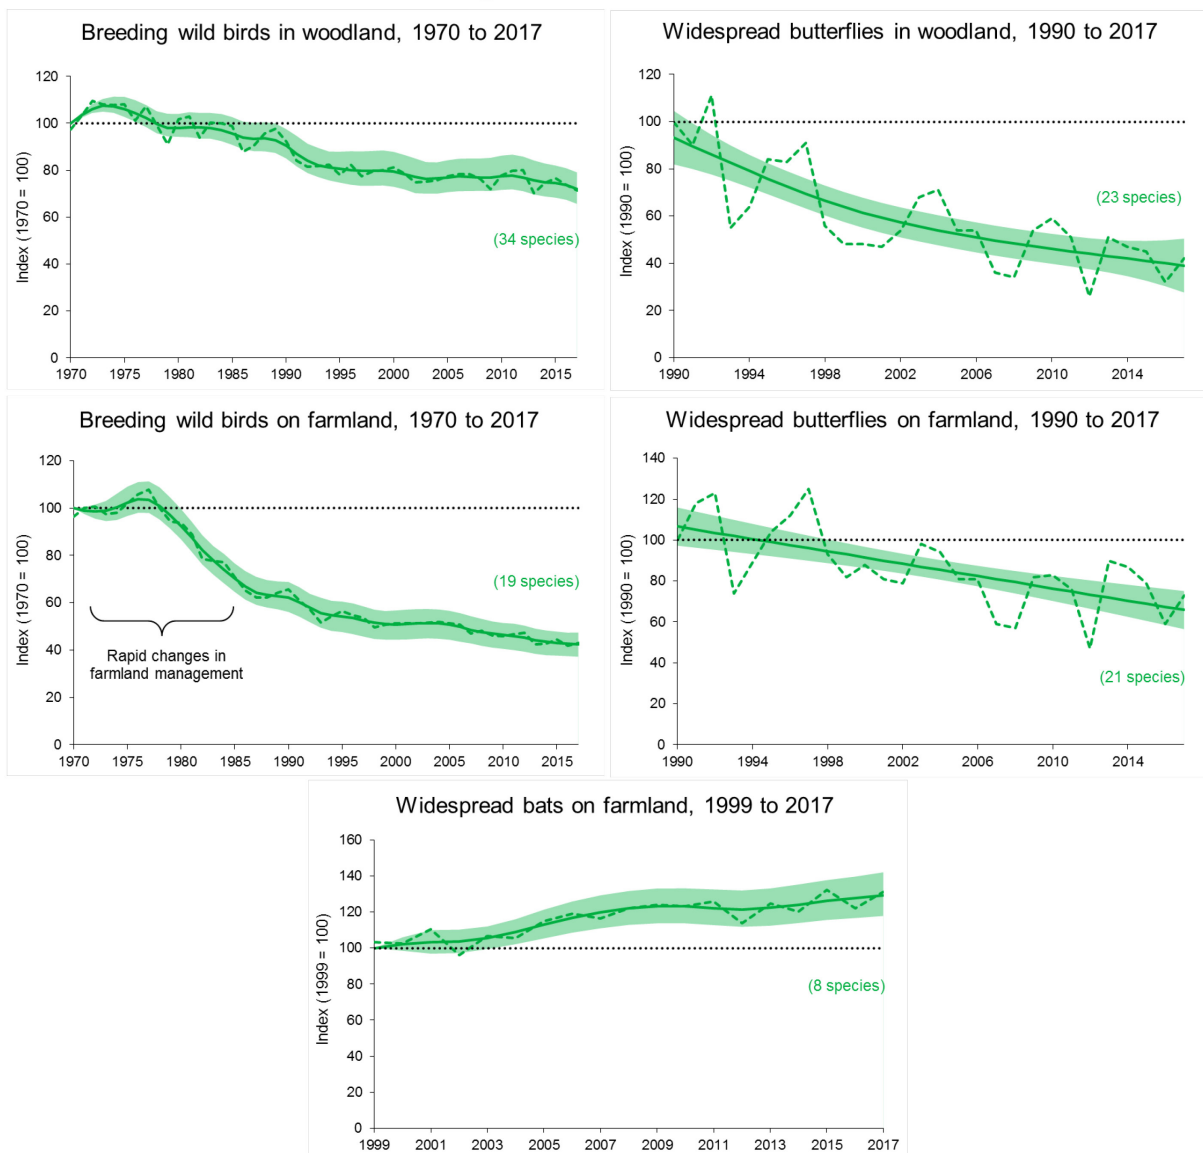 Breeding wild birds in woodland, 1970 to 2017
Index (1970 = 100)
120
100
80
60
40
20
0
(34 species)
1970 1975 1980 1985 1990 1995 2000 2005 2010 2015
Widespread butterflies in woodland, 1990 to 2017
Index (1990 = 100)
120
100
80
60
40
20
0
(23 species)
1990 1994 1998 2002 2006 2010 2014
Breeding wild birds on farmland, 1970 to 2017
Index (1970 = 100)
120
100
80
60
40
20
0
(19 species)
Rapid changes in
farmland management
1970 1975 1980 1985 1990 1995 2000 2005 2010 2015
Widespread butterflies on farmland, 1990 to 2017
Index (1990 = 100)
140
120
100
80
60
40
20
0
(21 species)
1990 1994 1998 2002 2006 2010 2014
Widespread bats on farmland, 1999 to 2017
Index (1999 = 100)
160
140
120
100
80
60
40
20
0
(8 species)
1999 2001 2003 2005 2007 2009 2011 2013 2015 2017